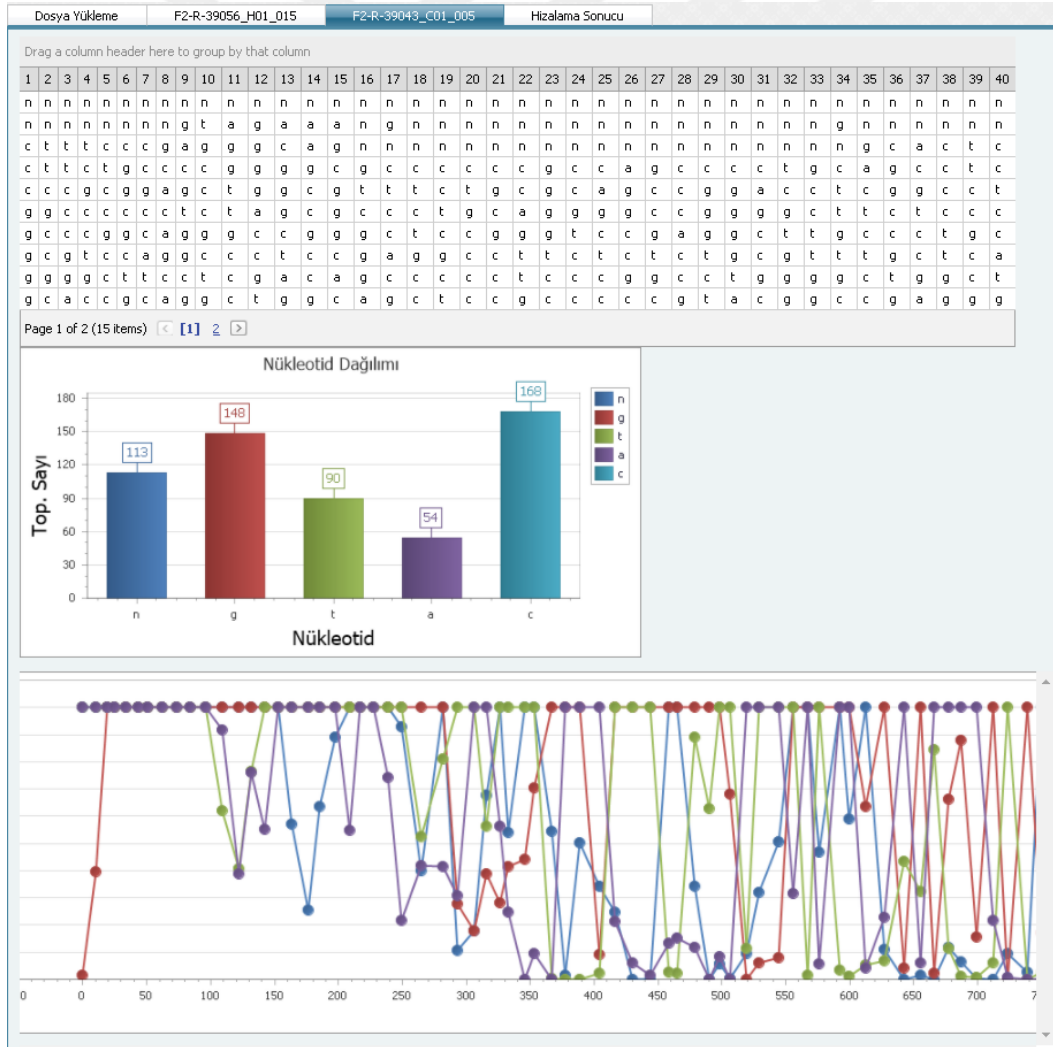 Dosya Yükleme F2-R-39056_H01_015 F2-R-39043_C01_005 Hizalama Sonucu
Drag a column header here to group by that column
1 2 3 4 5 6 7 8 9 10 11 12 13 14 15 16 17 18 19 20 21 22 23 24 25 26 27 28 29 30 31 32 33 34 35 36 37 38 39 40
n n n n n n n n n n n n n n n n n n n n n n n n n n n n n n n n n n n n n n n n
n n n n n n n n g t a g a a a n g n n n n n n n n n n n n n n n n g n n n n n n
c t t t c c c g a g g g c a g n n n n n n n n n n n n n n n n n n n g c a c t c
c t t c t g c c c c g g g g c g c c c c c c g c c a g c c c c t g c a g c c t c
c c c g c g g a g c t g g c g t t t c t g c g c a g c c g g a c c t c g g c c t
g g c c c c c c t c t a g c g c c c t g c a g g g g c c g g g g c t t c t c c c
g c c c g g c a g g g c c g g g c t c c g g g t c c g a g g c t t g c c c t g c
g c g t c c a g g c c c t c c g a g g c c t t c t c t c t g c g t t t g c t c a
g g g g c t t c c t c g a c a g c c c c c t c c c g g c c t g g g g c t g g c t
g c a c c g c a g g c t g g c a g c t c c g c c c c c g t a c g g c c c g a g g
Page 1 of 2 (15 items) [1] 2
Nükleotid Dağılımı
180
150
120
90
60
30
0
Top. Sayı
113
148
90
54
168
n g t a c
Nükleotid
n
g
t
a
c
0 0 50 100 150 200 250 300 350 400 450 500 550 600 650 700